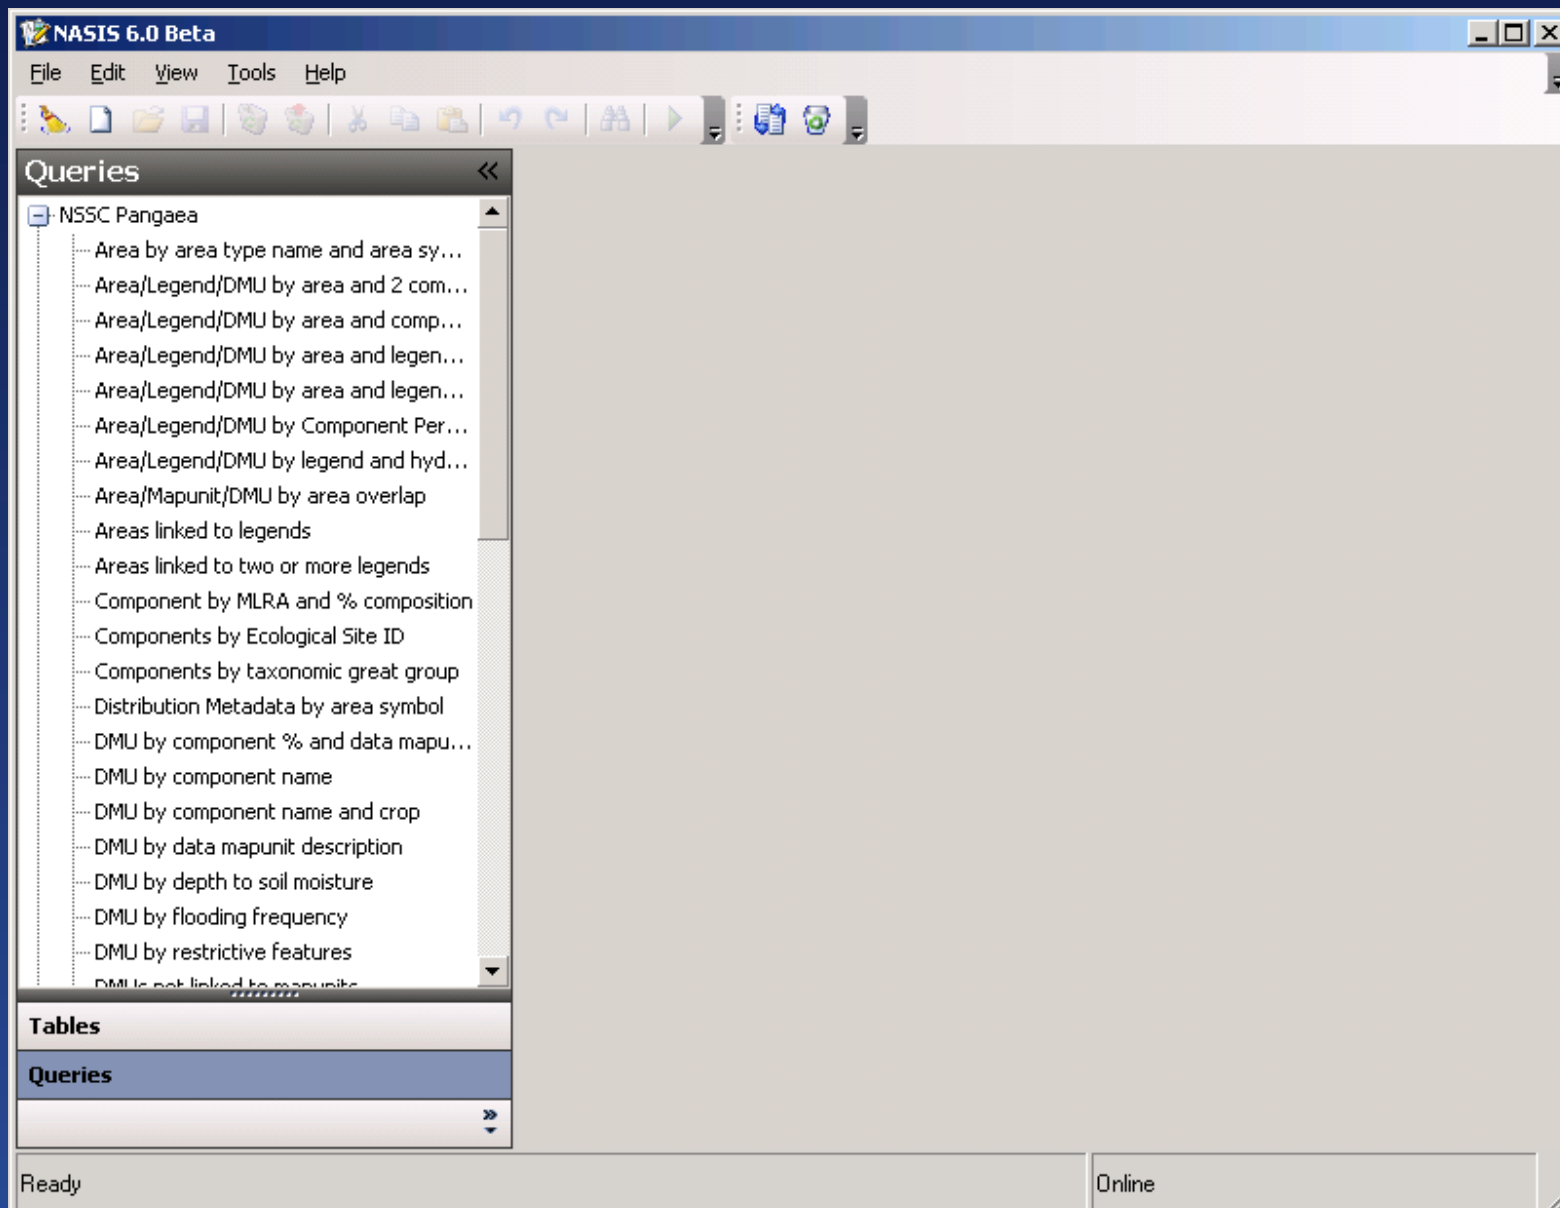 NASIS 6.0 Beta
File Edit View Tools Help
Queries
NSSC Pangaea
Area by area type name and area sy...
Area/Legend/DMU by area and 2 com...
Area/Legend/DMU by area and comp...
Area/Legend/DMU by area and legen...
Area/Legend/DMU by area and legen...
Area/Legend/DMU by Component Per...
Area/Legend/DMU by legend and hyd...
Area/Mapunit/DMU by area overlap
Areas linked to legends
Areas linked to two or more legends
Component by MLRA and % composition
Components by Ecological Site ID
Components by taxonomic great group
Distribution Metadata by area symbol
DMU by component % and data mapu...
DMU by component name
DMU by component name and crop
DMU by data mapunit description
DMU by depth to soil moisture
DMU by flooding frequency
DMU by restrictive features
DMUs not linked to mapunits
Tables
Queries
Ready
Online